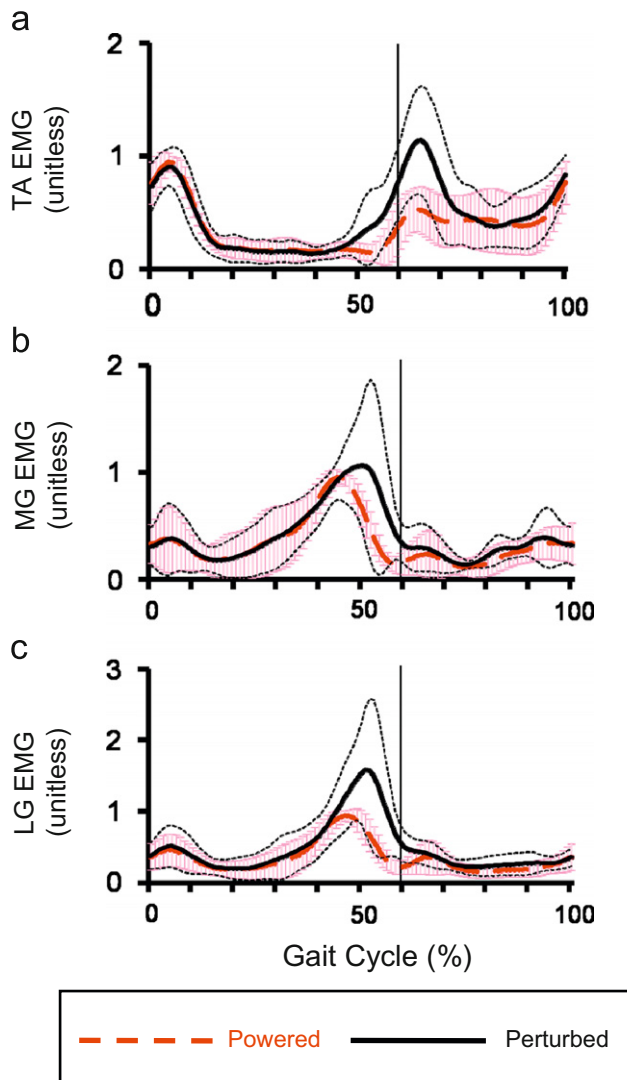 a
2
1
0
TA EMG
(unitless)
0 50 100
b
2
1
0
MG EMG
(unitless)
0 50 100
c
3
2
1
0
LG EMG
(unitless)
0 50 100
Gait Cycle (%)
Powered Perturbed